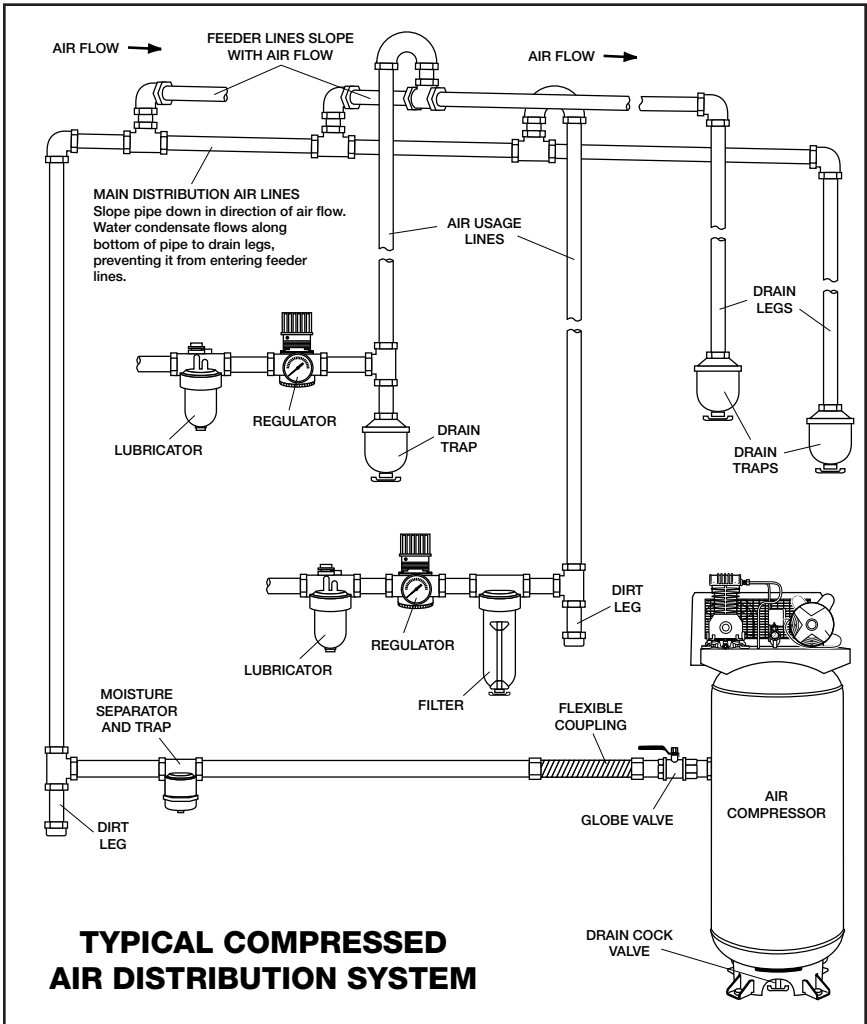 AIR FLOW
FEEDER LINES SLOPE
WITH AIR FLOW
AIR FLOW
MAIN DISTRIBUTION AIR LINES
Slope pipe down in direction of air flow.
Water condensate flows along
bottom of pipe to drain legs,
preventing it from entering feeder
lines.
AIR USAGE
LINES
DRAIN
LEGS
LUBRICATOR
REGULATOR
DRAIN
TRAP
DRAIN
TRAPS
LUBRICATOR
REGULATOR
FILTER
DIRT
LEG
MOISTURE
SEPARATOR
AND TRAP
FLEXIBLE
COUPLING
DIRT
LEG
GLOBE VALVE
AIR
COMPRESSOR
DRAIN COCK
VALVE
TYPICAL COMPRESSED
AIR DISTRIBUTION SYSTEM